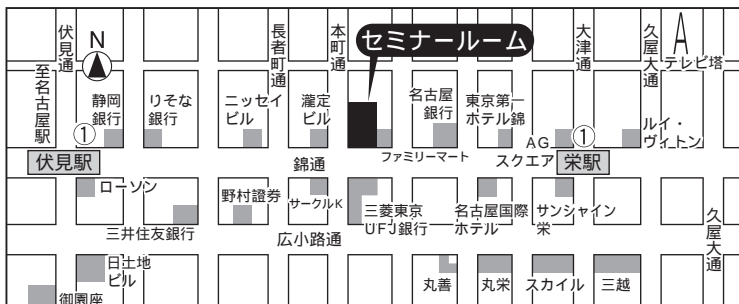 伏見通
N
長者町通
本町通
セミナールーム
大津通
久屋大通
テレビ塔
至名古屋駅
静岡
銀行
りそな
銀行
ニッセイ
ビル
瀧定
ビル
名古屋
銀行
東京第一
ホテル錦
AG
スクエア
ルイ・
ヴィトン
①
①
伏見駅
錦通
ファミリーマート
栄駅
ローソン
三井住友銀行
野村證券
サークルK
広小路通
三菱東京
UFJ銀行
名古屋国際
ホテル
サンシャイン
栄
久屋大通
日土地
ビル
御園座
丸善
丸栄
スカイル
三越